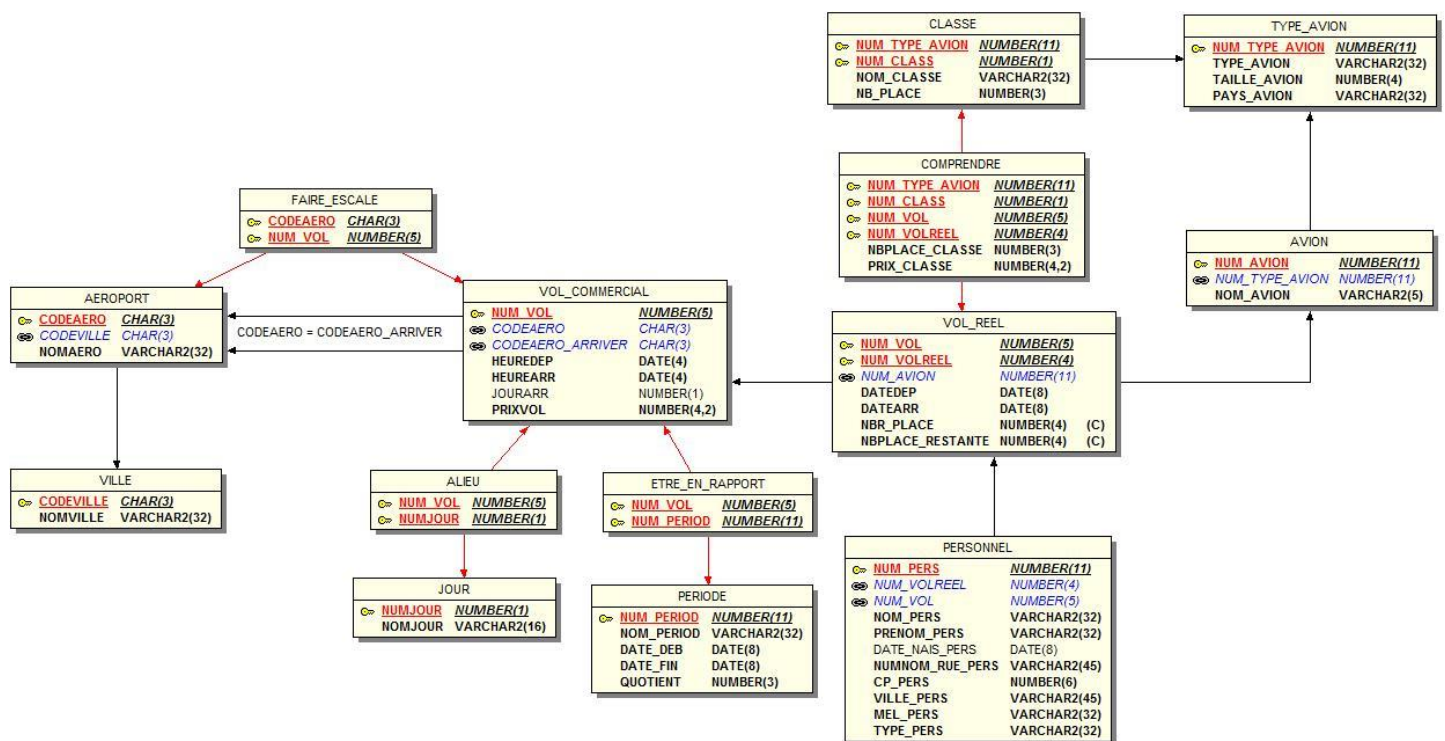 CLASSE
NUM_TYPE_AVION NUMBER(11)
NUM_CLASS NUMBER(1)
NOM_CLASSE VARCHAR2(32)
NB_PLACE NUMBER(3)
TYPE_AVION
NUM_TYPE_AVION NUMBER(11)
TYPE_AVION VARCHAR2(32)
TAILLE_AVION NUMBER(4)
PAYS_AVION VARCHAR2(32)
COMPRENDRE
NUM_TYPE_AVION NUMBER(11)
NUM_CLASS NUMBER(1)
NUM_VOL NUMBER(5)
NUM_VOLREEL NUMBER(4)
NBPLACE_CLASSE NUMBER(3)
PRIX_CLASSE NUMBER(4,2)
FAIRE_ESCALE
CODEAERO CHAR(3)
NUM_VOL NUMBER(5)
AVION
NUM_AVION NUMBER(11)
NUM_TYPE_AVION NUMBER(11)
NOM_AVION VARCHAR2(5)
AEROPORT
CODEAERO CHAR(3)
CODEVILLE CHAR(3)
NOMAERO VARCHAR2(32)
CODEAERO = CODEAERO_ARRIVER
VOL_COMMERCIAL
NUM_VOL NUMBER(5)
CODEAERO CHAR(3)
CODEAERO_ARRIVER CHAR(3)
HEUREDEP DATE(4)
HEUREARR DATE(4)
JOURARR NUMBER(1)
PRIXVOL NUMBER(4,2)
VOL_REEL
NUM_VOL NUMBER(5)
NUM_VOLREEL NUMBER(4)
NUM_AVION NUMBER(11)
DATEDEP DATE(8)
DATEARR DATE(8)
NBR_PLACE NUMBER(4) (C)
NBPLACE_RESTANTE NUMBER(4) (C)
VILLE
CODEVILLE CHAR(3)
NOMVILLE VARCHAR2(32)
ALIEU
NUM_VOL NUMBER(5)
NUMJOUR NUMBER(1)
ETRE_EN_RAPPORT
NUM_VOL NUMBER(5)
NUM_PERIOD NUMBER(11)
JOUR
NUMJOUR NUMBER(1)
NOMJOUR VARCHAR2(16)
PERIODE
NUM_PERIOD NUMBER(11)
NOM_PERIOD VARCHAR2(32)
DATE_DEB DATE(8)
DATE_FIN DATE(8)
QUOTIENT NUMBER(3)
PERSONNEL
NUM_PERS NUMBER(11)
NUM_VOLREEL NUMBER(4)
NUM_VOL NUMBER(5)
NOM_PERS VARCHAR2(32)
PRENOM_PERS VARCHAR2(32)
DATE_NAIS_PERS DATE(8)
NUMNOM_RUE_PERS VARCHAR2(45)
CP_PERS NUMBER(6)
VILLE_PERS VARCHAR2(45)
MEL_PERS VARCHAR2(32)
TYPE_PERS VARCHAR2(32)